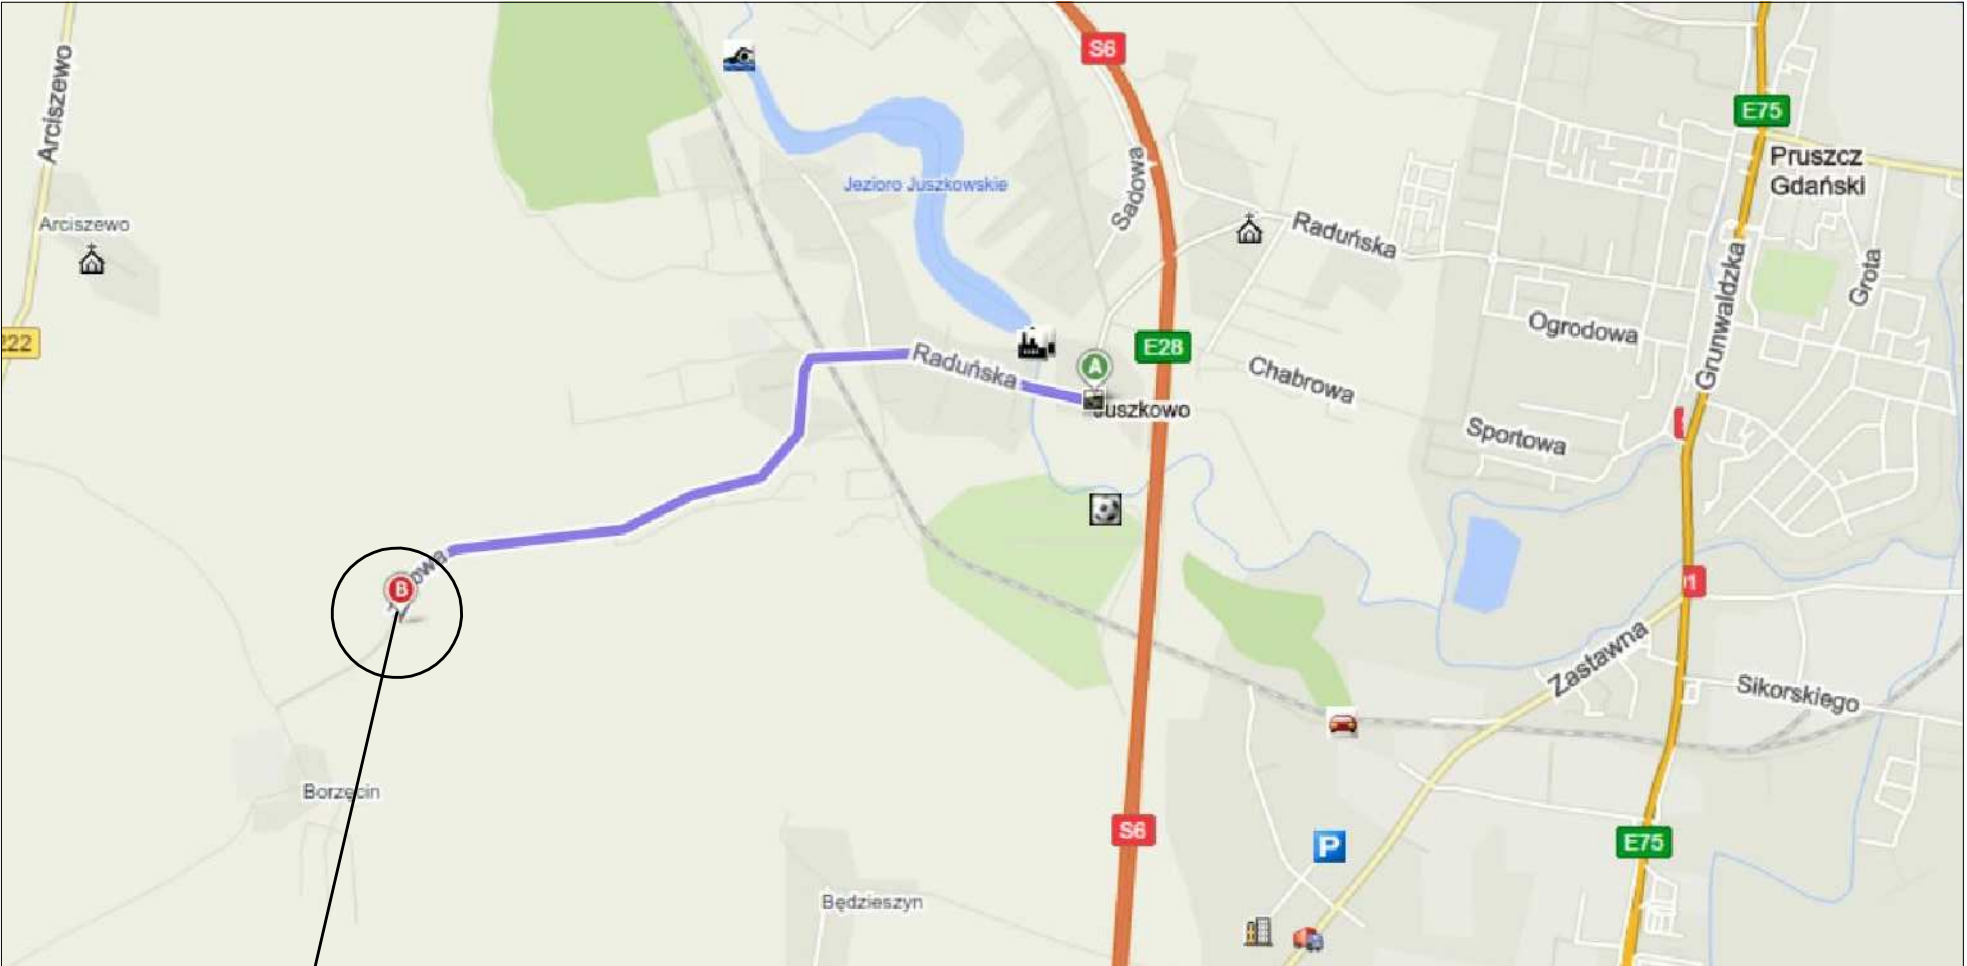 S6
Arciszewo
E75
Pruszcz
Gdański
Jezioro Juszkowskie
Sadowa
Arciszewo
Raduńska
Grunwaldzka
Grota
222
Ogrodowa
E28
Raduńska
A
Chabrowa
Juszkowo
Sportowa
B
Zastawna
Sikorskiego
Borzęcin
S6
P
E75
Będzieszyn